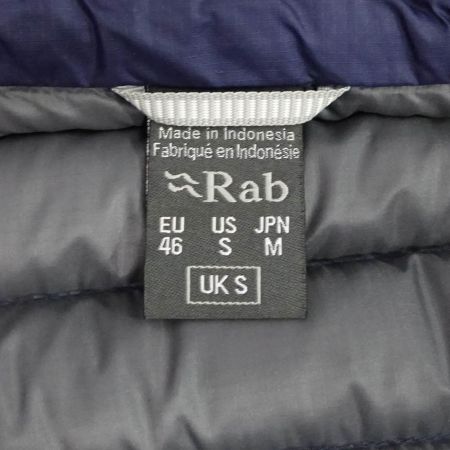 Made in Indonesia
Fabriqué en Indonésie
Rab
EU US JPN
46 S M
UK S